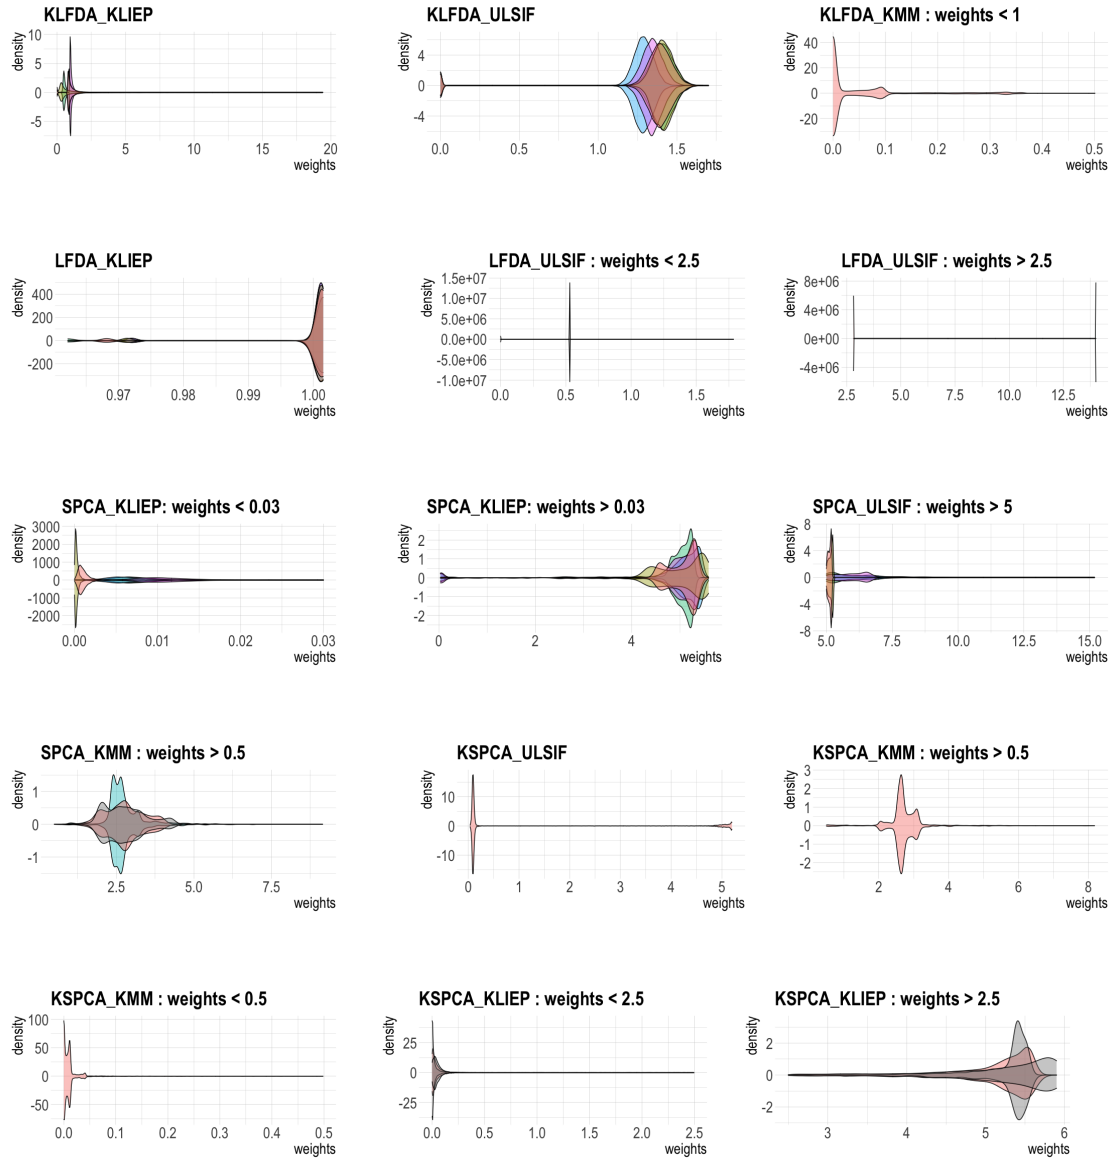 KLFDA_KLIEP
density
10
5
0
-5
0 5 10 15 20
weights
KLFDA_ULSIF
density
4
0
-4
0.0 0.5 1.0 1.5
weights
KLFDA_KMM : weights < 1
density
40
20
0
-20
0.0 0.1 0.2 0.3 0.4 0.5
weights
LFDA_KLIEP
density
400
200
0
-200
0.97 0.98 0.99 1.00
weights
LFDA_ULSIF : weights < 2.5
density
1.5e+07
1.0e+07
5.0e+06
0.0e+00
-5.0e+06
-1.0e+07
0.0 0.5 1.0 1.5
weights
LFDA_ULSIF : weights > 2.5
density
8e+06
4e+06
0e+00
-4e+06
2.5 5.0 7.5 10.0 12.5
weights
SPCA_KLIEP: weights < 0.03
density
3000
2000
1000
0
-1000
-2000
0.00 0.01 0.02 0.03
weights
SPCA_KLIEP: weights > 0.03
density
2
1
0
-1
-2
0 2 4
weights
SPCA_ULSIF : weights > 5
density
8
4
0
-4
-8
5.0 7.5 10.0 12.5 15.0
weights
SPCA_KMM : weights > 0.5
density
1
0
-1
2.5 5.0 7.5
weights
KSPCA_ULSIF
density
10
0
-10
0 1 2 3 4 5
weights
KSPCA_KMM : weights > 0.5
density
3
2
1
0
-1
-2
2 4 6 8
weights
KSPCA_KMM : weights < 0.5
density
100
50
0
-50
0.0 0.1 0.2 0.3 0.4 0.5
weights
KSPCA_KLIEP : weights < 2.5
density
25
0
-25
0.0 0.5 1.0 1.5 2.0 2.5
weights
KSPCA_KLIEP : weights > 2.5
density
2
0
-2
3 4 5 6
weights